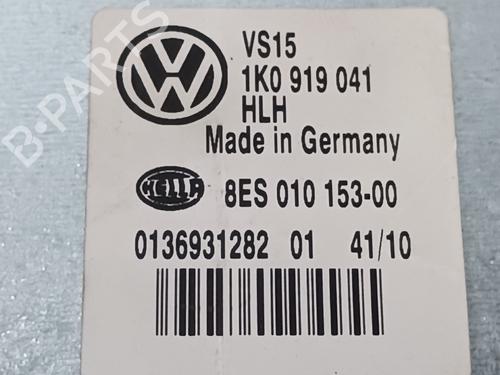 VS15
1K0 919 041
HLH
Made in Germany
HELLA
8ES 010 153-00
0136931282 01 41/10
B-PARTS